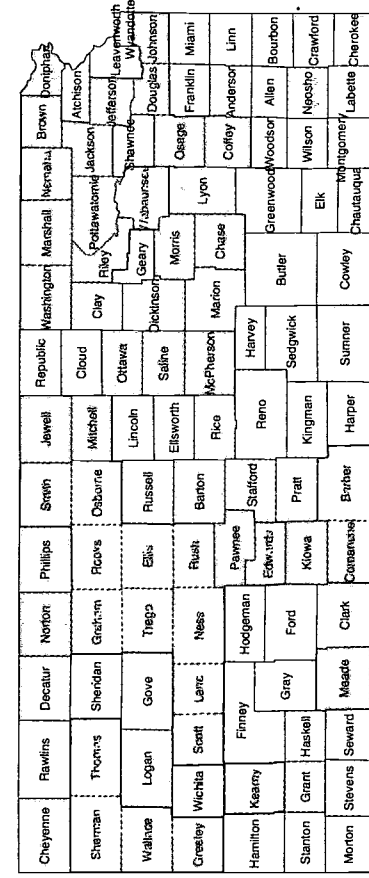 Cheyenne
Rawlins
Decatur
Norton
Phillips
Smith
Jewell
Republic
Washington
Marshall
Nemaha
Brown
Doniphan
Atchison
Sherman
Thomas
Sheridan
Graham
Rooks
Osborne
Mitchell
Cloud
Clay
Riley
Pottawatomie
Jackson
Jefferson
Leavenworth
Wyandotte
Wallace
Logan
Gove
Trego
Ellis
Russell
Lincoln
Ottawa
Dickinson
Geary
Wabaunsee
Shawnee
Douglas
Johnson
Greeley
Wichita
Scott
Lane
Ness
Rush
Barton
Ellsworth
Saline
Morris
Osage
Franklin
Miami
Rice
McPherson
Marion
Chase
Lyon
Coffey
Anderson
Linn
Hamilton
Kearny
Finney
Hodgeman
Pawnee
Stafford
Reno
Harvey
Butler
Greenwood
Woodson
Allen
Bourbon
Gray
Ford
Edwards
Pratt
Sedgwick
Stanton
Grant
Haskell
Kiowa
Kingman
Elk
Wilson
Neosho
Crawford
Morton
Stevens
Seward
Meade
Clark
Comanche
Barber
Harper
Sumner
Cowley
Chautauqua
Montgomery
Labette
Cherokee